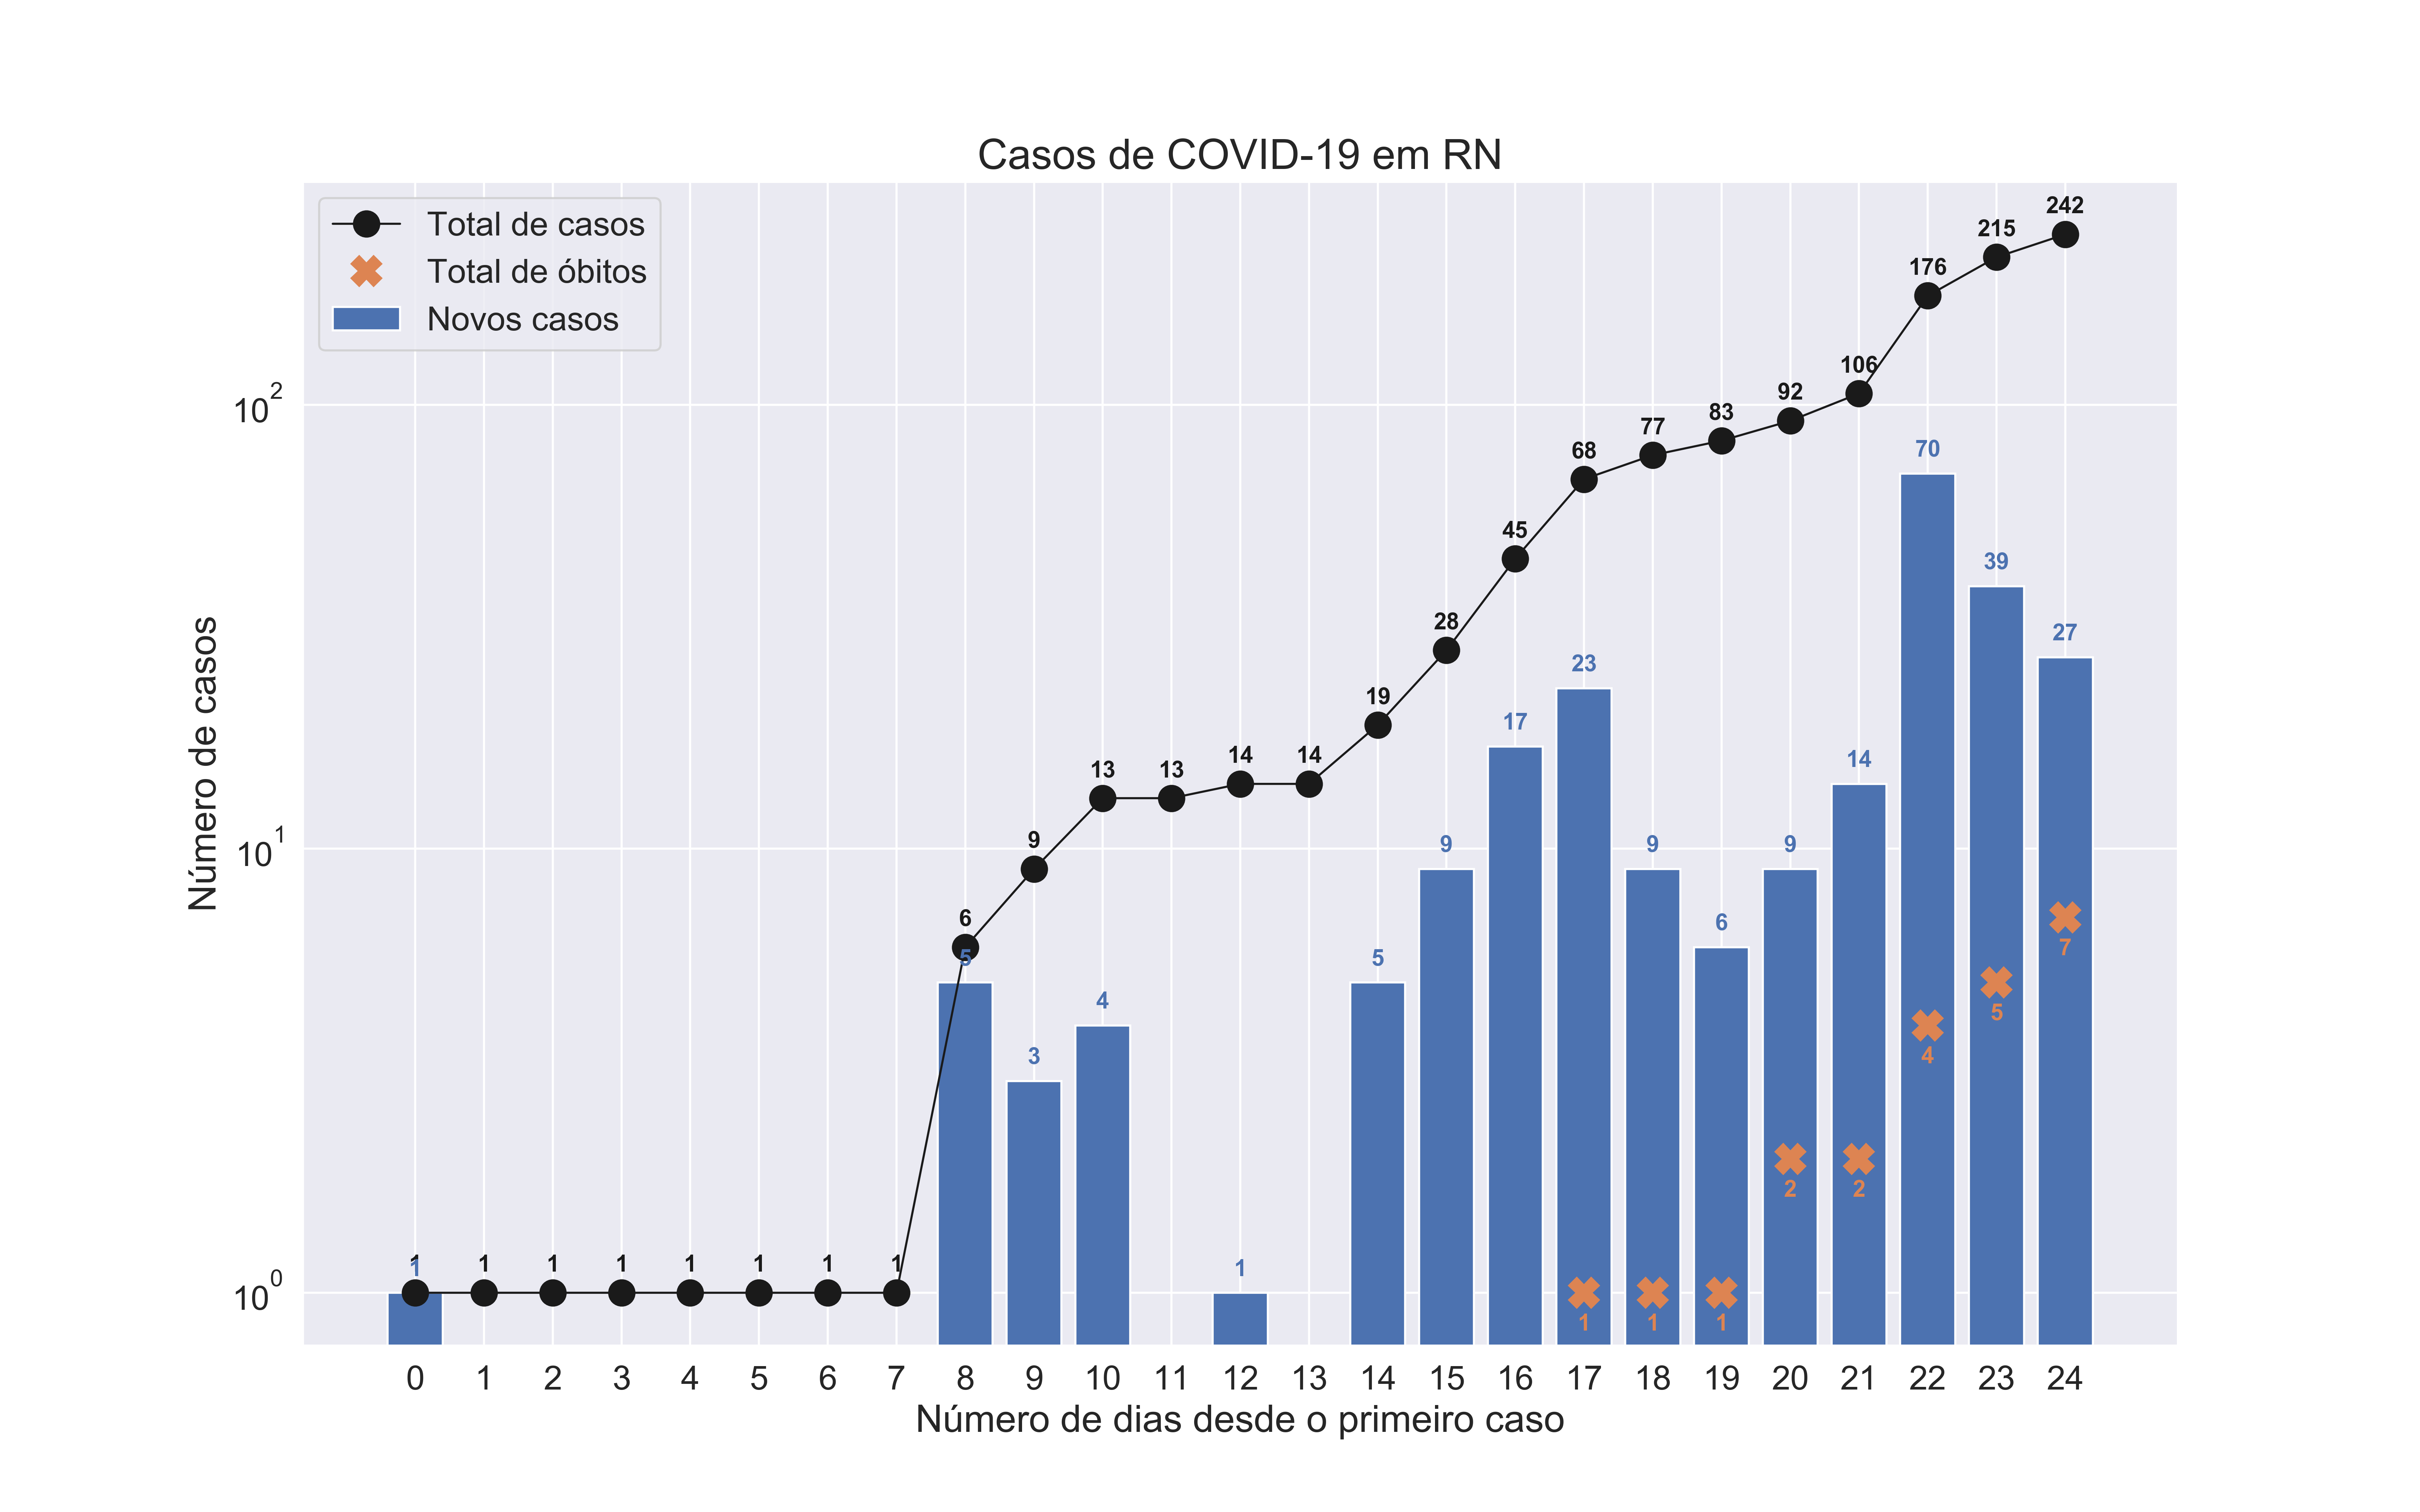 Casos de COVID-19 em RN
Total de casos
Total de óbitos
Novos casos
Número de casos
10^2
10^1
10^0
1 1 1 1 1 1 1 1 6 9 13 13 14 14 19 28 45 68 77 83 92 106 176 215 242
1 5 3 4 1 5 9 17 23 9 6 9 14 70 39 27
1 1 1 2 2 4 5 7
0 1 2 3 4 5 6 7 8 9 10 11 12 13 14 15 16 17 18 19 20 21 22 23 24
Número de dias desde o primeiro caso